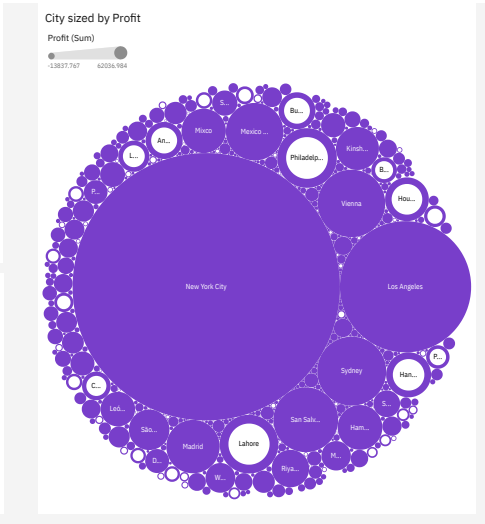 City sized by Profit
Profit (Sum)
-13837.767 62036.984
S...
Bu...
Mixco
Mexico ...
An...
Kinsh...
L...
Philadelp...
B...
P...
Hou...
Vienna
New York City
Los Angeles
P...
Sydney
Han...
C...
S...
Leó...
San Salv...
Ham...
São...
Madrid
Lahore
M...
D...
Riya...
W...